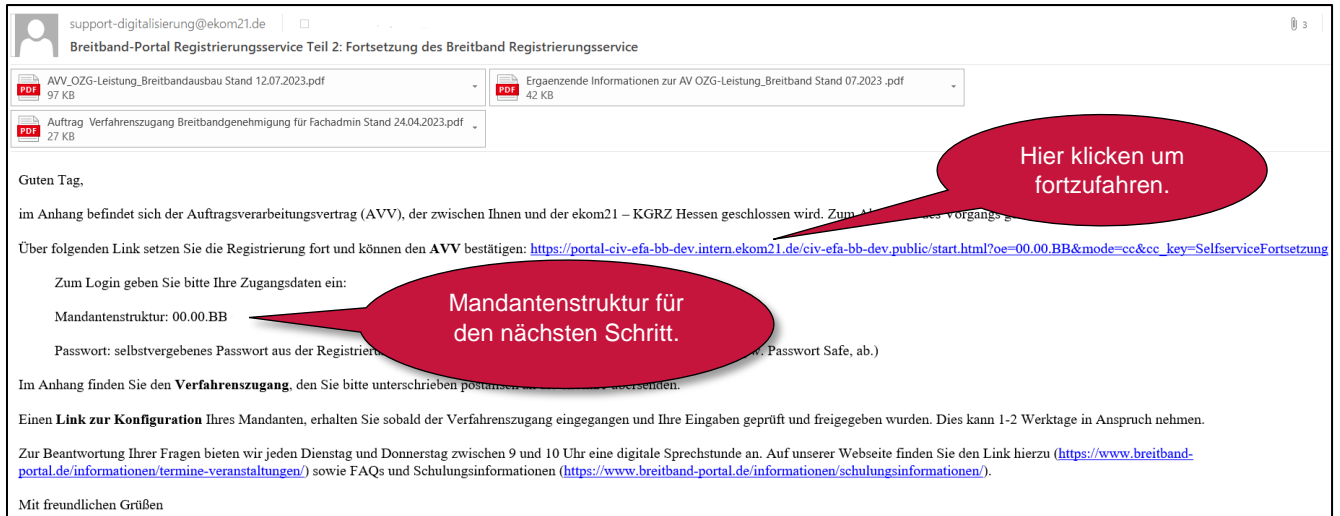 support-digitalisierung@ekom21.de
3
Breitband-Portal Registrierungsservice Teil 2: Fortsetzung des Breitband Registrierungsservice
PDF AVV_OZG-Leistung_Breitbandausbau Stand 12.07.2023.pdf
97 KB
PDF Ergaenzende Informationen zur AV OZG-Leistung_Breitband Stand 07.2023 .pdf
42 KB
PDF Auftrag Verfahrenszugang Breitbandgenehmigung für Fachadmin Stand 24.04.2023.pdf
27 KB
Hier klicken um
fortzufahren.
Guten Tag,
im Anhang befindet sich der Auftragsverarbeitungsvertrag (AVV), der zwischen Ihnen und der ekom21 – KGRZ Hessen geschlossen wird. Zum
Über folgenden Link setzen Sie die Registrierung fort und können den AVV bestätigen: https://portal-civ-efa-bb-dev.intern.ekom21.de/civ-efa-bb-dev.public/start.html?oe=00.00.BB&mode=cc&cc_key=SelfserviceFortsetzung
Zum Login geben Sie bitte Ihre Zugangsdaten ein:
Mandantenstruktur für
den nächsten Schritt.
Mandantenstruktur: 00.00.BB
Passwort: selbstvergebenes Passwort aus der Passwort Safe, ab.)
Im Anhang finden Sie den Verfahrenszugang, den Sie bitte unterschrieben übersenden.
Einen Link zur Konfiguration Ihres Mandanten, erhalten Sie sobald der Verfahrenszugang eingegangen und Ihre Eingaben geprüft und freigegeben wurden. Dies kann 1-2 Werktage in Anspruch nehmen.
Zur Beantwortung Ihrer Fragen bieten wir jeden Dienstag und Donnerstag zwischen 9 und 10 Uhr eine digitale Sprechstunde an. Auf unserer Webseite finden Sie den Link hierzu (https://www.breitband-
portal.de/informationen/termine-veranstaltungen/) sowie FAQs und Schulungsinformationen (https://www.breitband-portal.de/informationen/schulungsinformationen/).
Mit freundlichen Grüßen